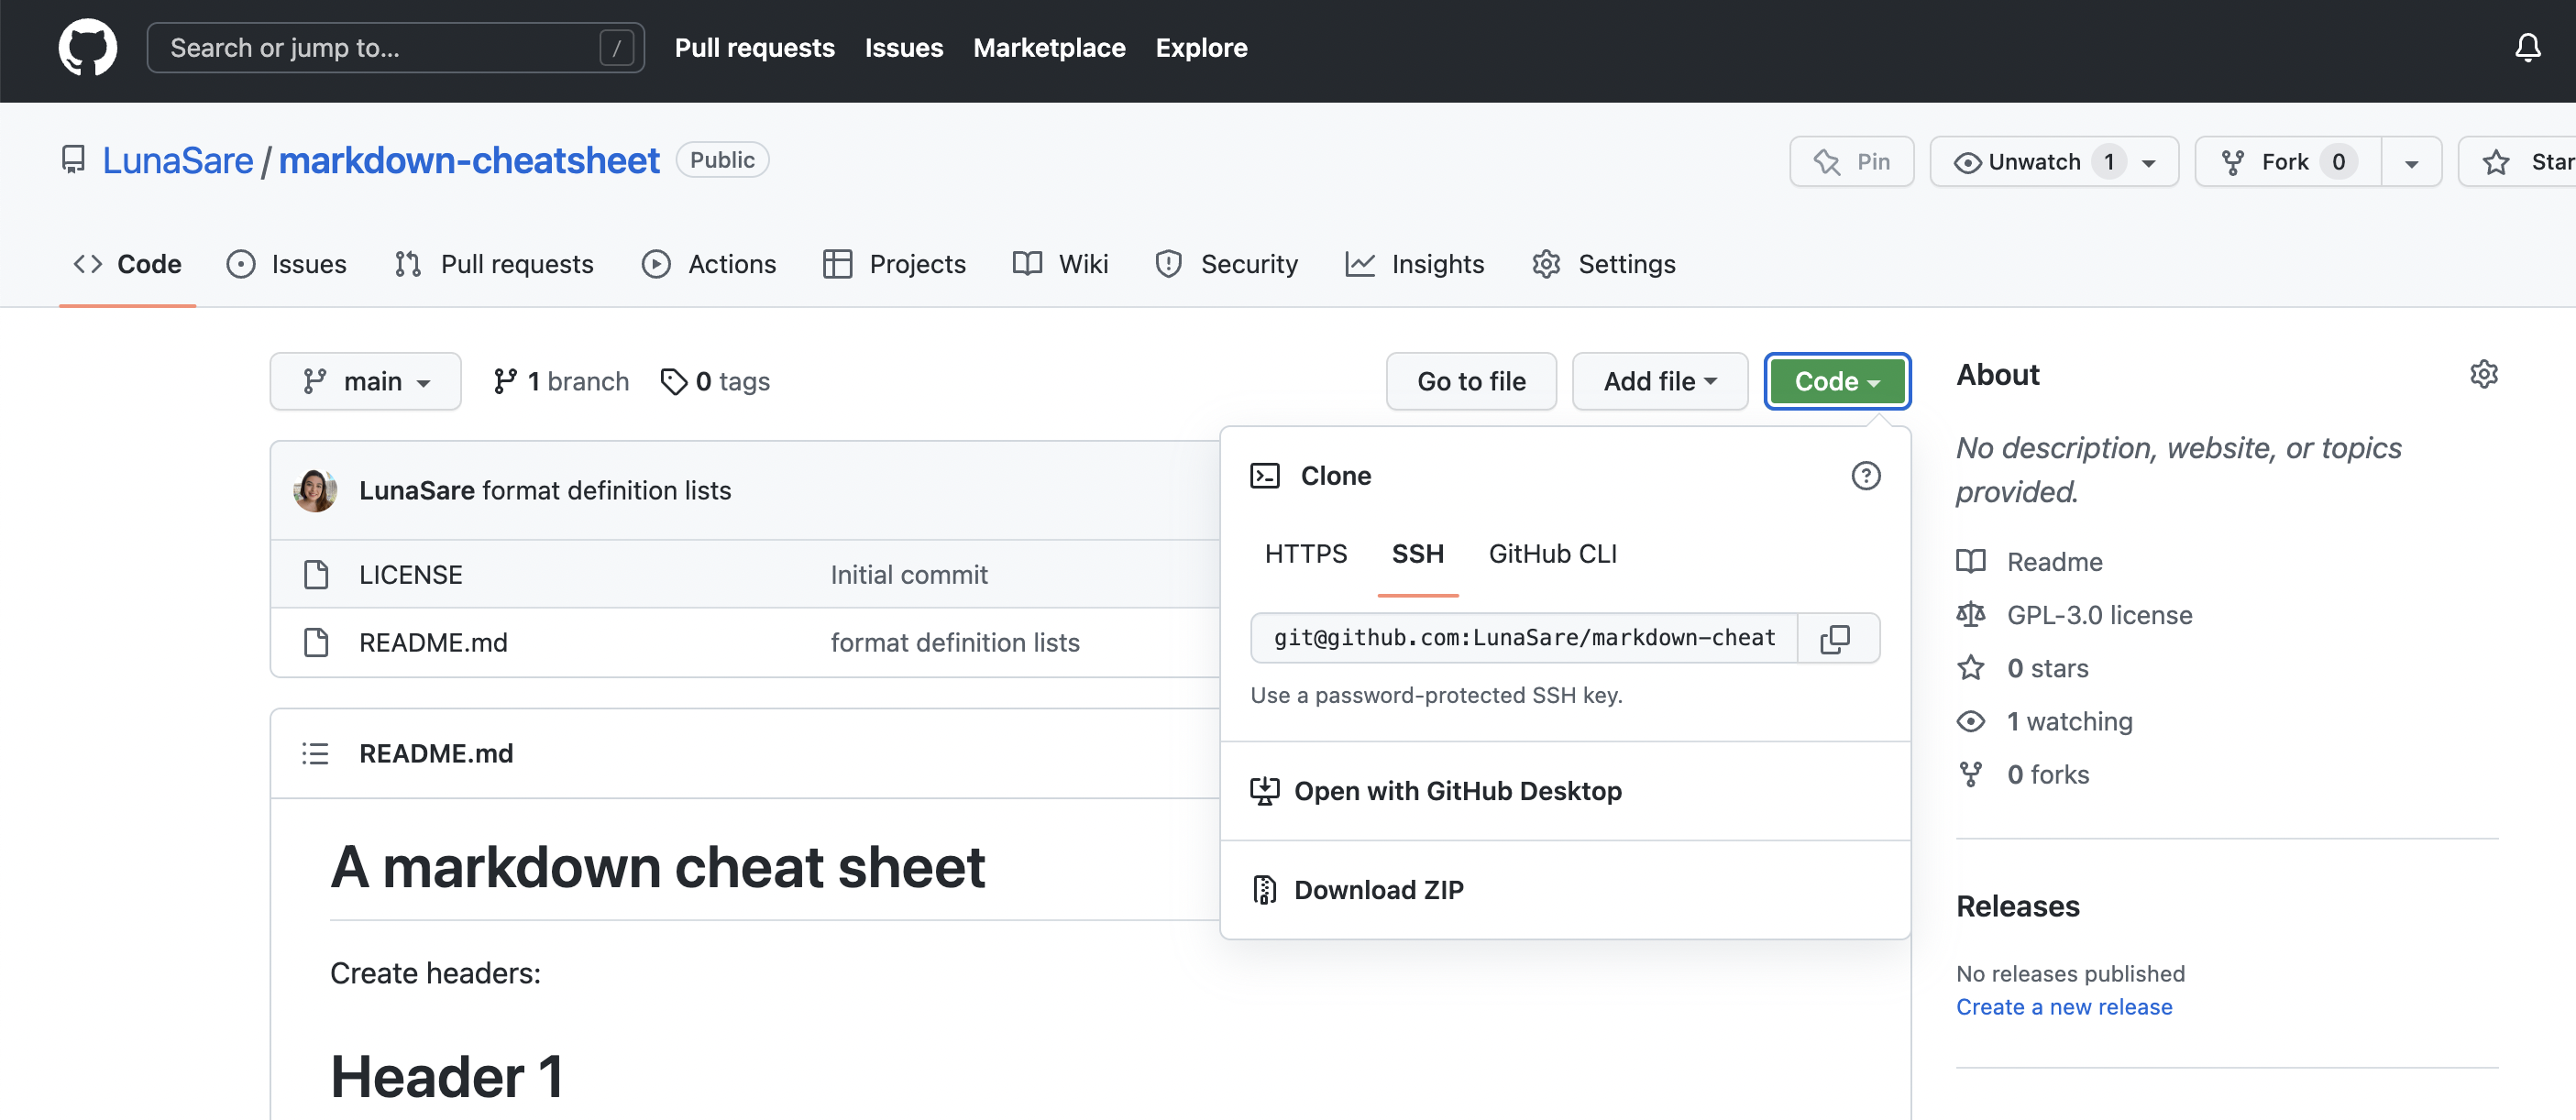 Search or jump to... / Pull requests Issues Marketplace Explore
LunaSare / markdown-cheatsheet Public Pin Unwatch 1 Fork 0 Star
Code Issues Pull requests Actions Projects Wiki Security Insights Settings
main 1 branch 0 tags Go to file Add file Code
LunaSare format definition lists
LICENSE Initial commit
README.md format definition lists
README.md
A markdown cheat sheet
Create headers:
Header 1
Clone ?
HTTPS SSH GitHub CLI
git@github.com:LunaSare/markdown-cheat
Use a password-protected SSH key.
Open with GitHub Desktop
Download ZIP
About
No description, website, or topics
provided.
Readme
GPL-3.0 license
0 stars
1 watching
0 forks
Releases
No releases published
Create a new release